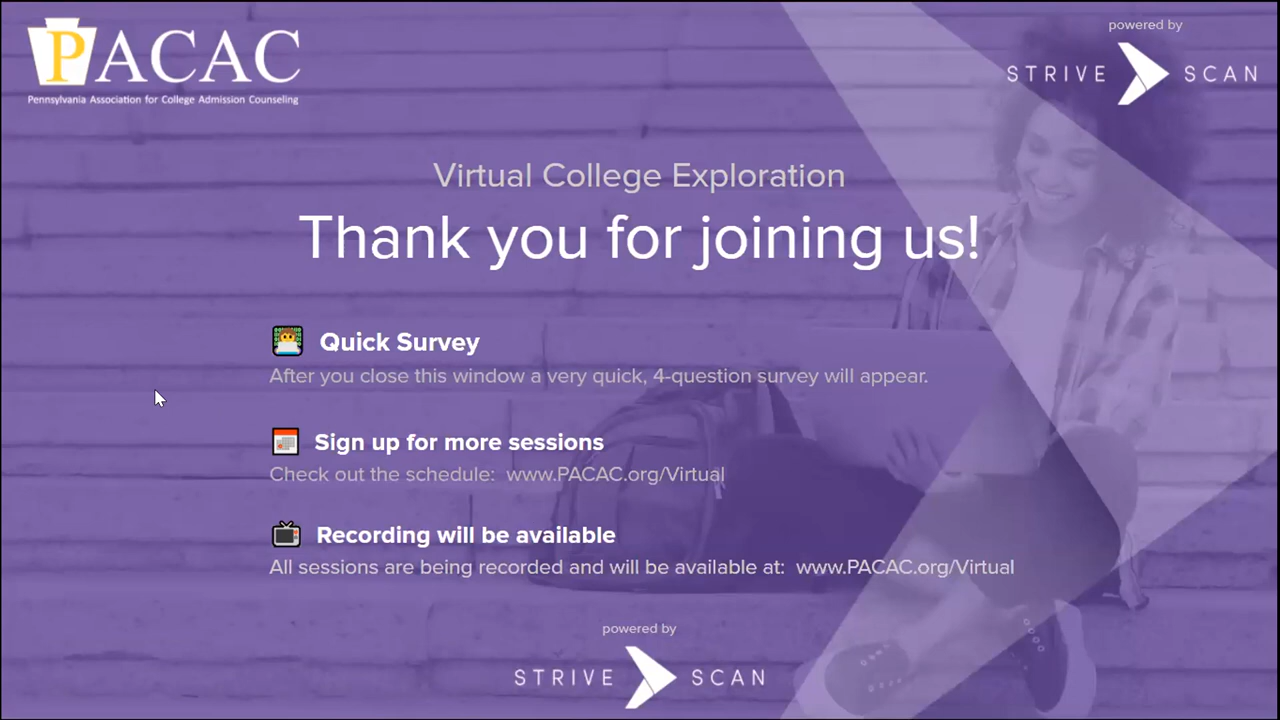 PACAC
Pennsylvania Association for College Admission Counseling
powered by
STRIVE SCAN
Virtual College Exploration
Thank you for joining us!
Quick Survey
After you close this window a very quick, 4-question survey will appear.
Sign up for more sessions
Check out the schedule: www.PACAC.org/Virtual
Recording will be available
All sessions are being recorded and will be available at: www.PACAC.org/Virtual
powered by
STRIVE SCAN